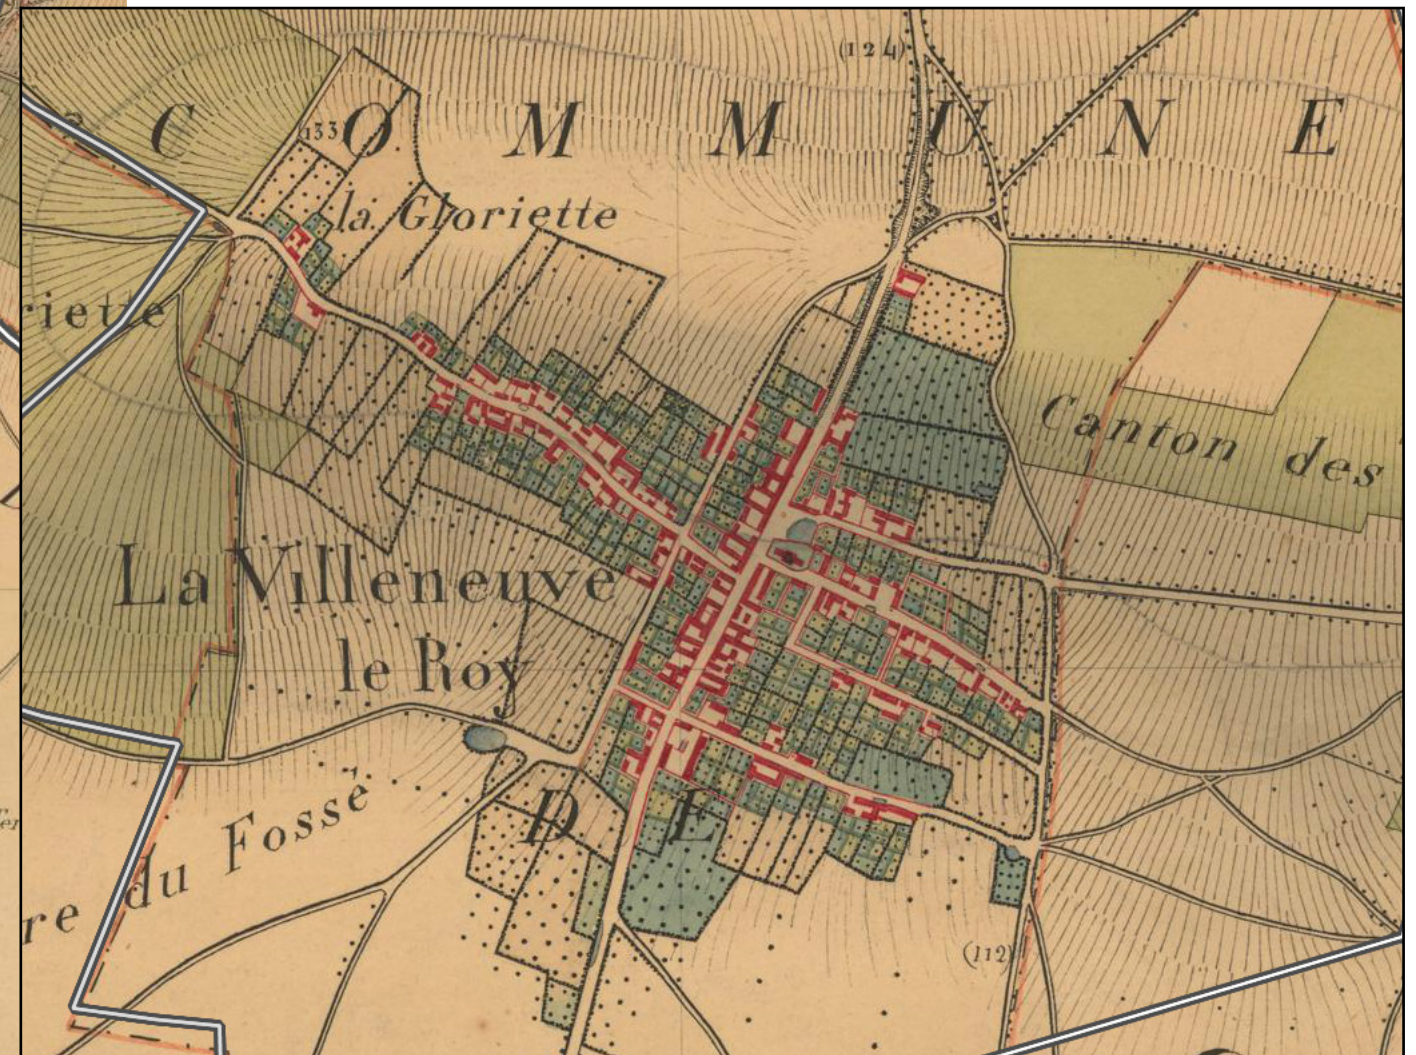 (124)
COMMUNE
133
la Gloriette
riette
Canton des
La Villeneuve
le Roy
DE
re du Fossé
(112)